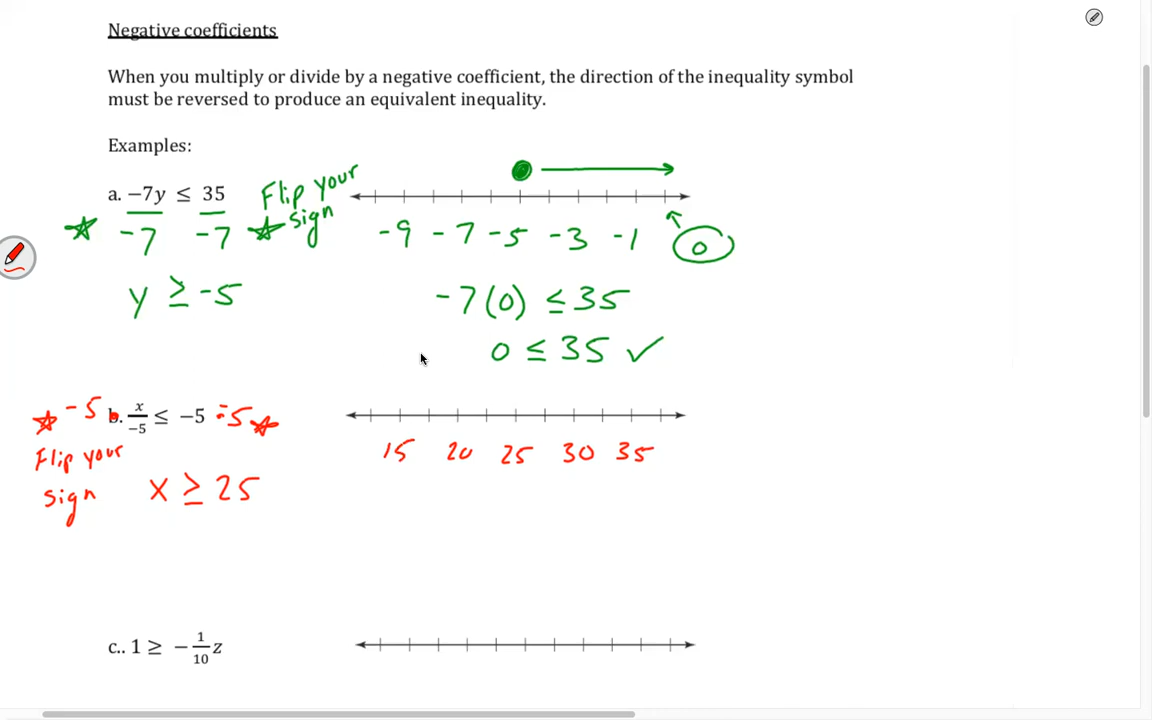 Negative coefficients
When you multiply or divide by a negative coefficient, the direction of the inequality symbol
must be reversed to produce an equivalent inequality.
Examples:
a. −7y ≤ 35
-7 -7
Flip your
sign
y ≥ -5
-9 -7 -5 -3 -1 0
-7(0) ≤ 35
0 ≤ 35 ✓
-5 · b. x/−5 ≤ −5 · -5
Flip your
sign
x ≥ 25
15 20 25 30 35
c.. 1 ≥ −1/10 z